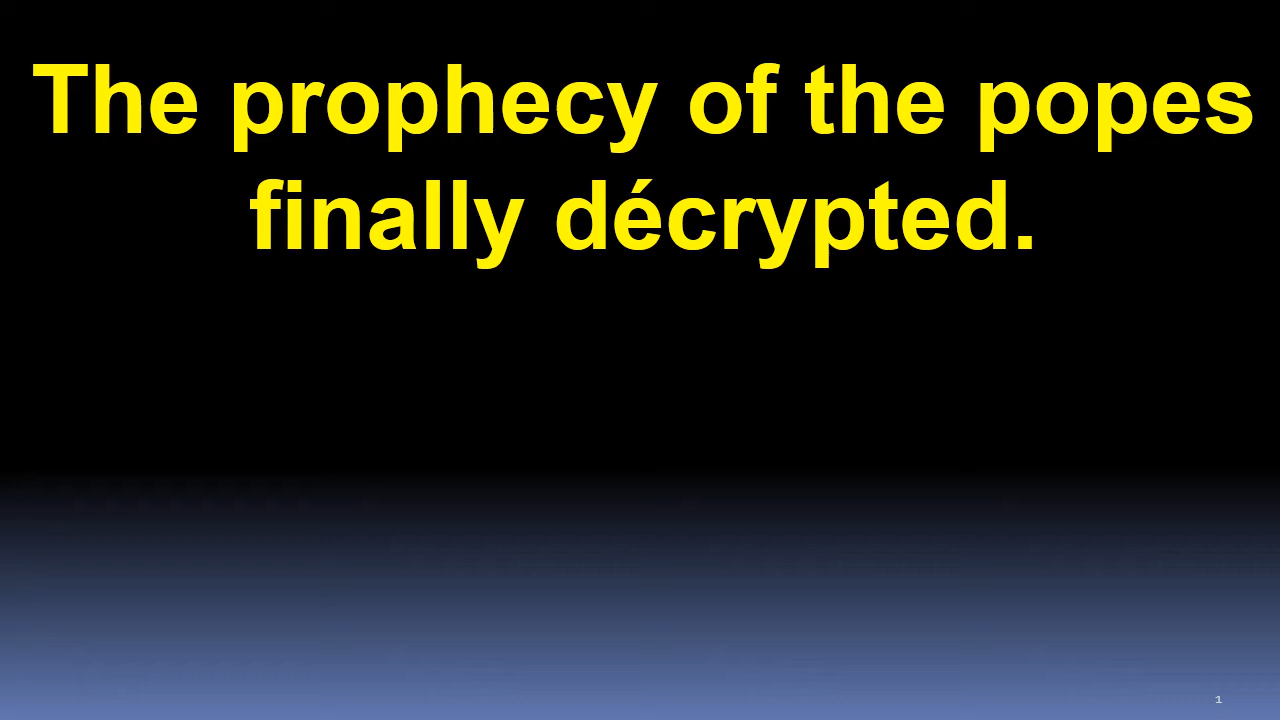 The prophecy of the popes
finally décrypted.
1